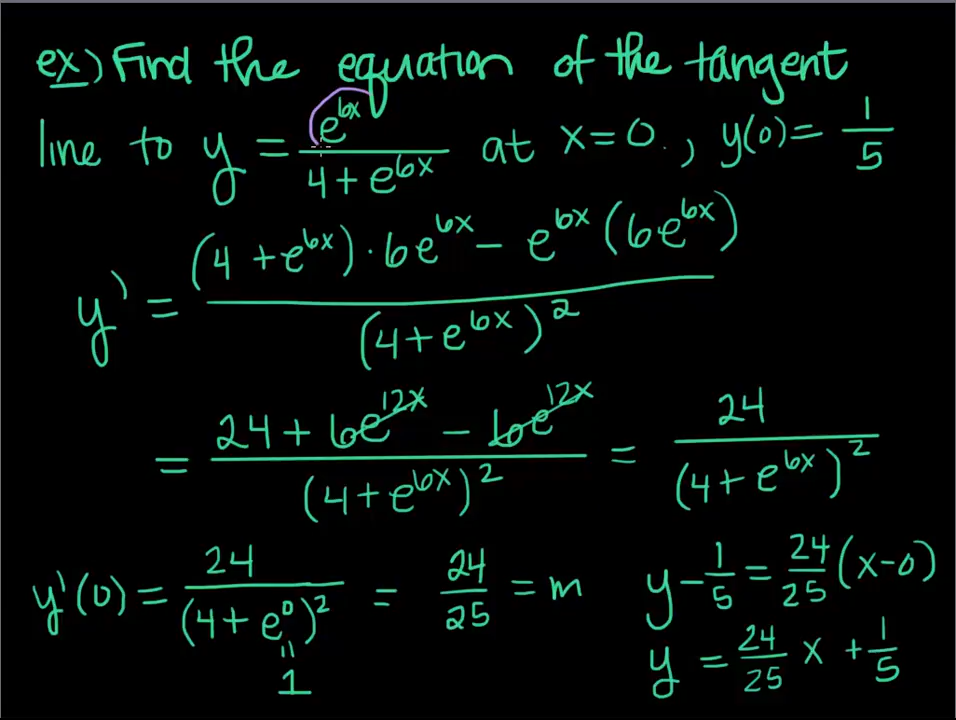 ex) Find the equation of the tangent
line to y = e^{6x} / (4 + e^{6x}) at x = 0., y(0) = 1/5
y' = ((4 + e^{6x}) · 6e^{6x} − e^{6x} (6e^{6x})) / (4 + e^{6x})^2
= (24 + 6e^{12x} − 6e^{12x}) / (4 + e^{6x})^2 = 24 / (4 + e^{6x})^2
y'(0) = 24 / (4 + e^0)^2 = 24/25 = m
"
1
y − 1/5 = 24/25 (x − 0)
y = 24/25 x + 1/5